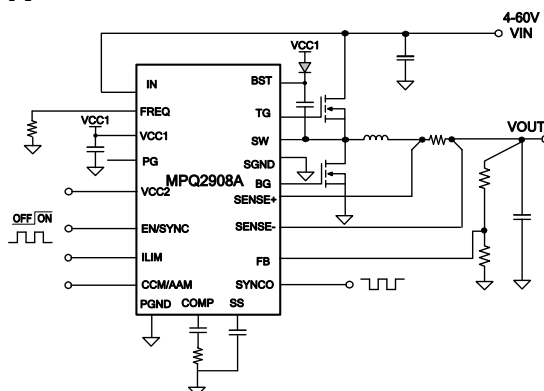 4-60V
VIN
VCC1
IN
BST
FREQ
TG
VCC1
VCC1
SW
VOUT
PG
SGND
MPQ2908A
BG
VCC2
SENSE+
OFF ON
EN/SYNC
SENSE-
ILIM
FB
CCM/AAM
SYNCO
PGND COMP SS